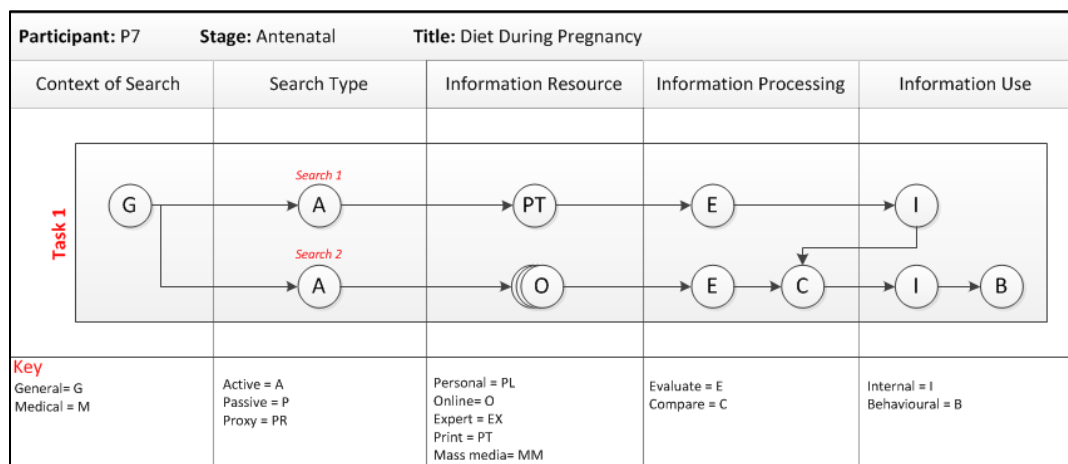 Participant: P7 Stage: Antenatal Title: Diet During Pregnancy
Context of Search Search Type Information Resource Information Processing Information Use
Task 1
Search 1
G A PT E I
Search 2
A O E C I B
Key
General= G
Medical = M
Active = A
Passive = P
Proxy = PR
Personal = PL
Online= O
Expert = EX
Print = PT
Mass media= MM
Evaluate = E
Compare = C
Internal = I
Behavioural = B